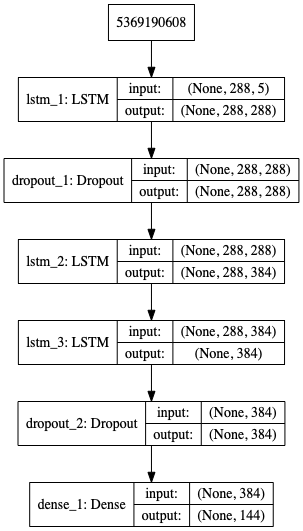 5369190608
lstm_1: LSTM
input: (None, 288, 5)
output: (None, 288, 288)
dropout_1: Dropout
input: (None, 288, 288)
output: (None, 288, 288)
lstm_2: LSTM
input: (None, 288, 288)
output: (None, 288, 384)
lstm_3: LSTM
input: (None, 288, 384)
output: (None, 384)
dropout_2: Dropout
input: (None, 384)
output: (None, 384)
dense_1: Dense
input: (None, 384)
output: (None, 144)